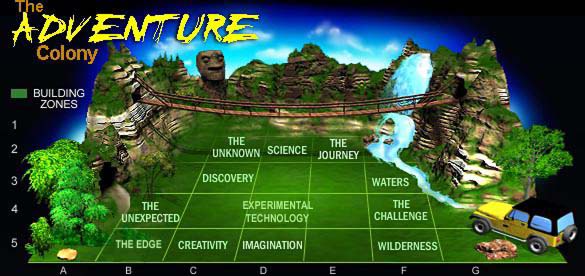 The
ADVENTURE
Colony
BUILDING
ZONES
1
2
3
4
5
THE
UNKNOWN
SCIENCE
THE
JOURNEY
DISCOVERY
WATERS
THE
UNEXPECTED
EXPERIMENTAL
TECHNOLOGY
THE
CHALLENGE
THE EDGE
CREATIVITY
IMAGINATION
WILDERNESS
A
B
C
D
E
F
G